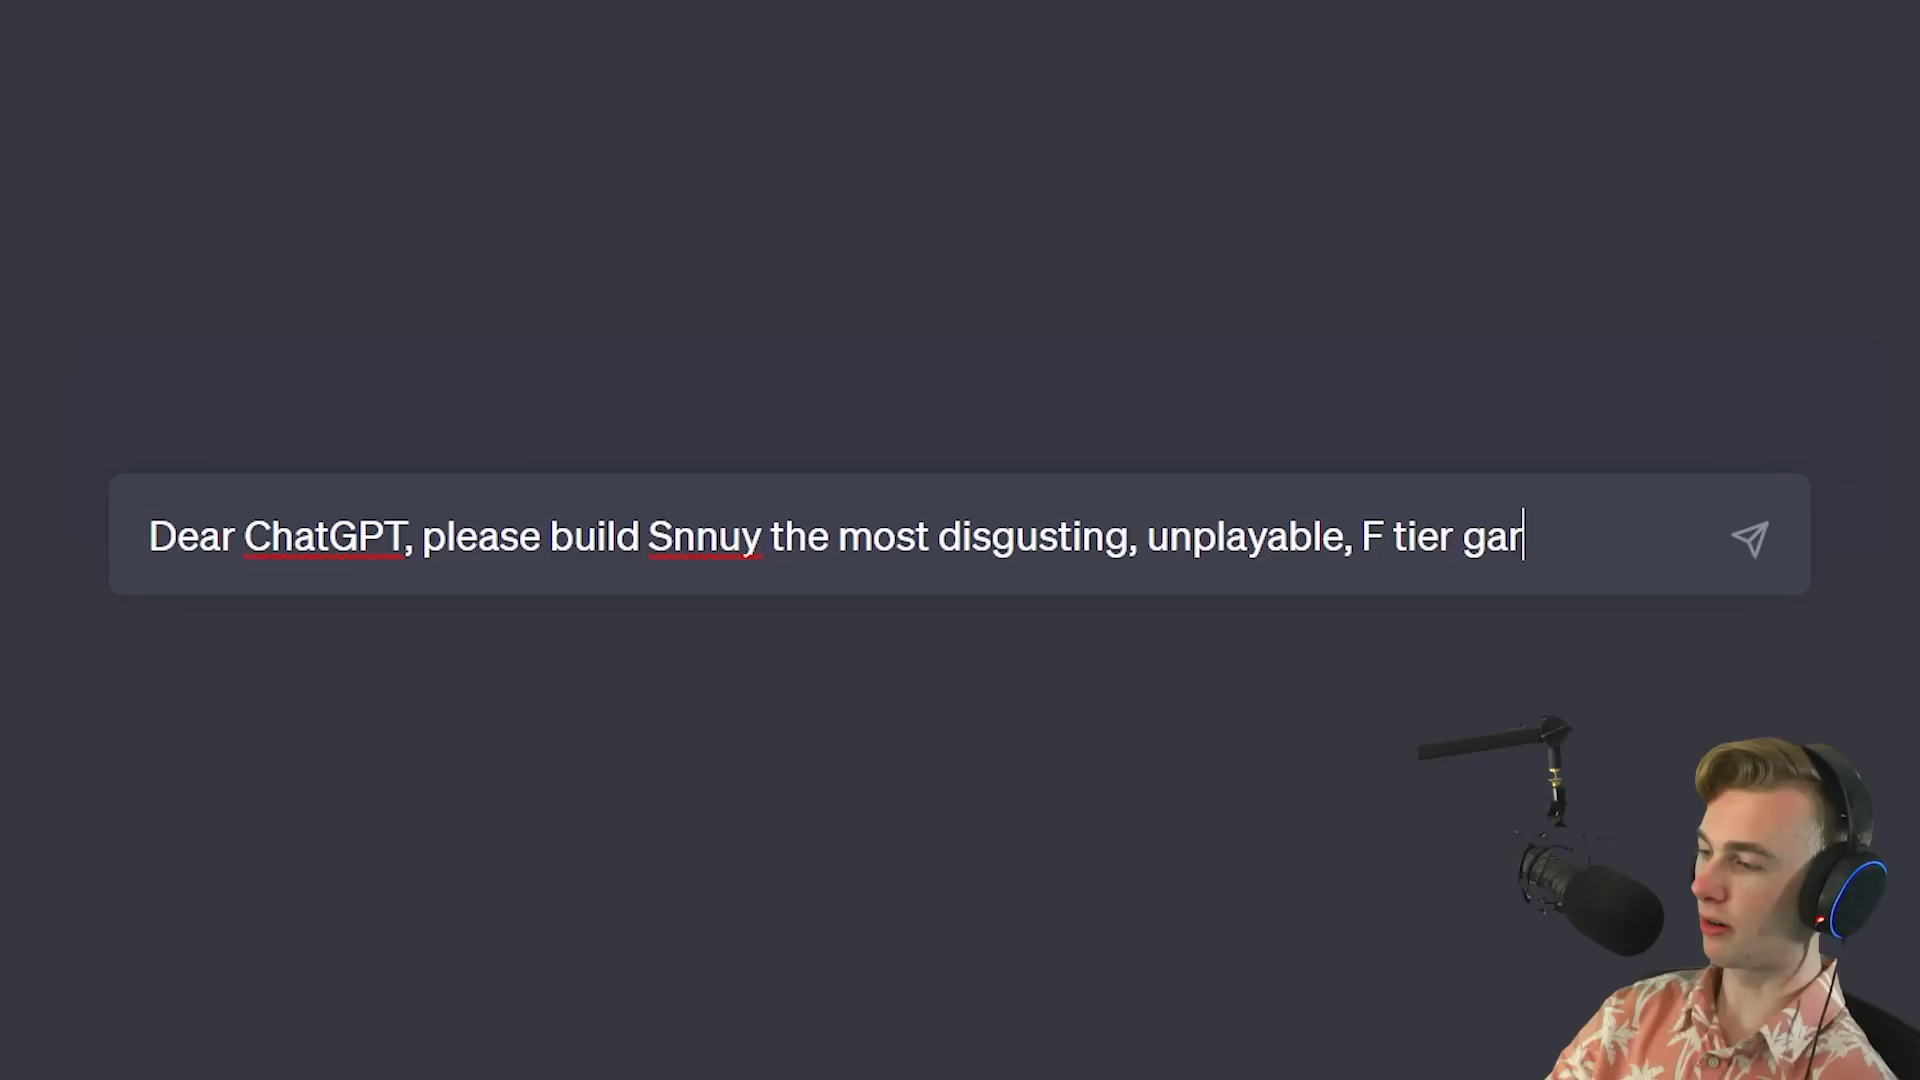 Dear ChatGPT, please build Snnuy the most disgusting, unplayable, F tier gar